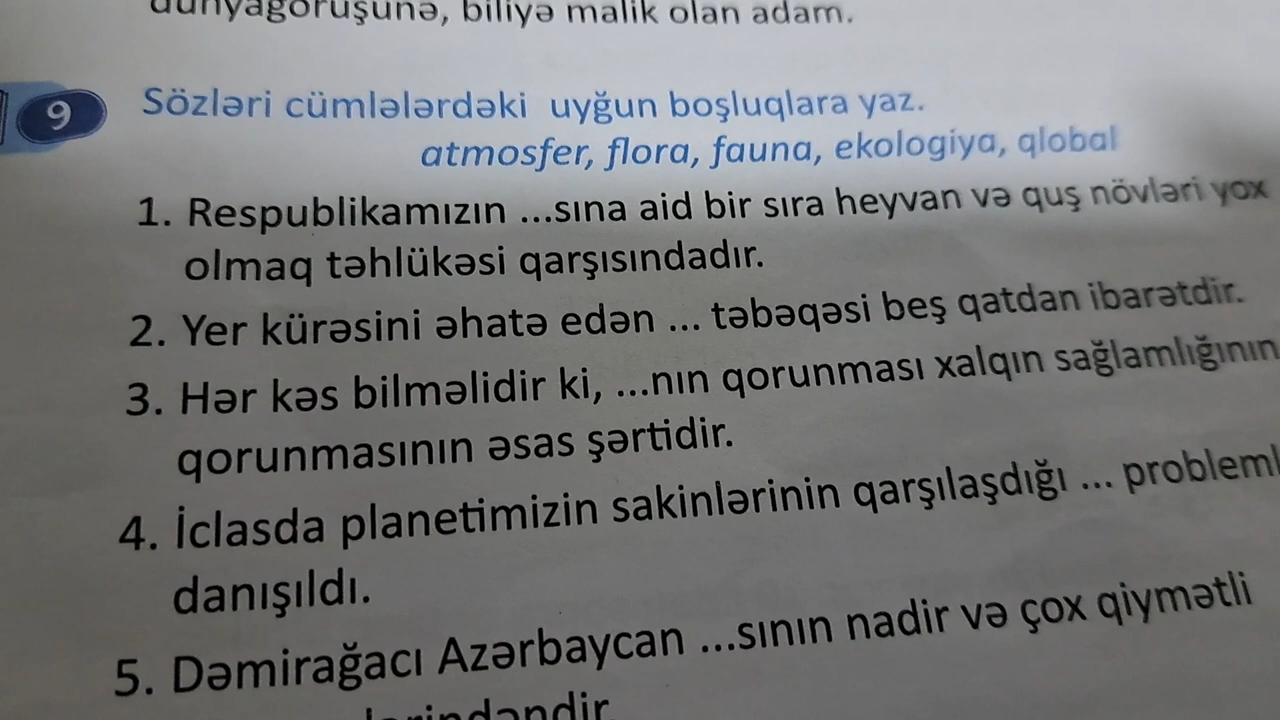 dünyagörüşünə, biliyə malik olan adam.
9 Sözləri cümlələrdəki uyğun boşluqlara yaz.
atmosfer, flora, fauna, ekologiya, qlobal
1. Respublikamızın ...sına aid bir sıra heyvan və quş növləri yox
olmaq təhlükəsi qarşısındadır.
2. Yer kürəsini əhatə edən ... təbəqəsi beş qatdan ibarətdir.
3. Hər kəs bilməlidir ki, ...nın qorunması xalqın sağlamlığının
qorunmasının əsas şərtidir.
4. İclasda planetimizin sakinlərinin qarşılaşdığı ... probleml
danışıldı.
5. Dəmirağacı Azərbaycan ...sının nadir və çox qiymətli